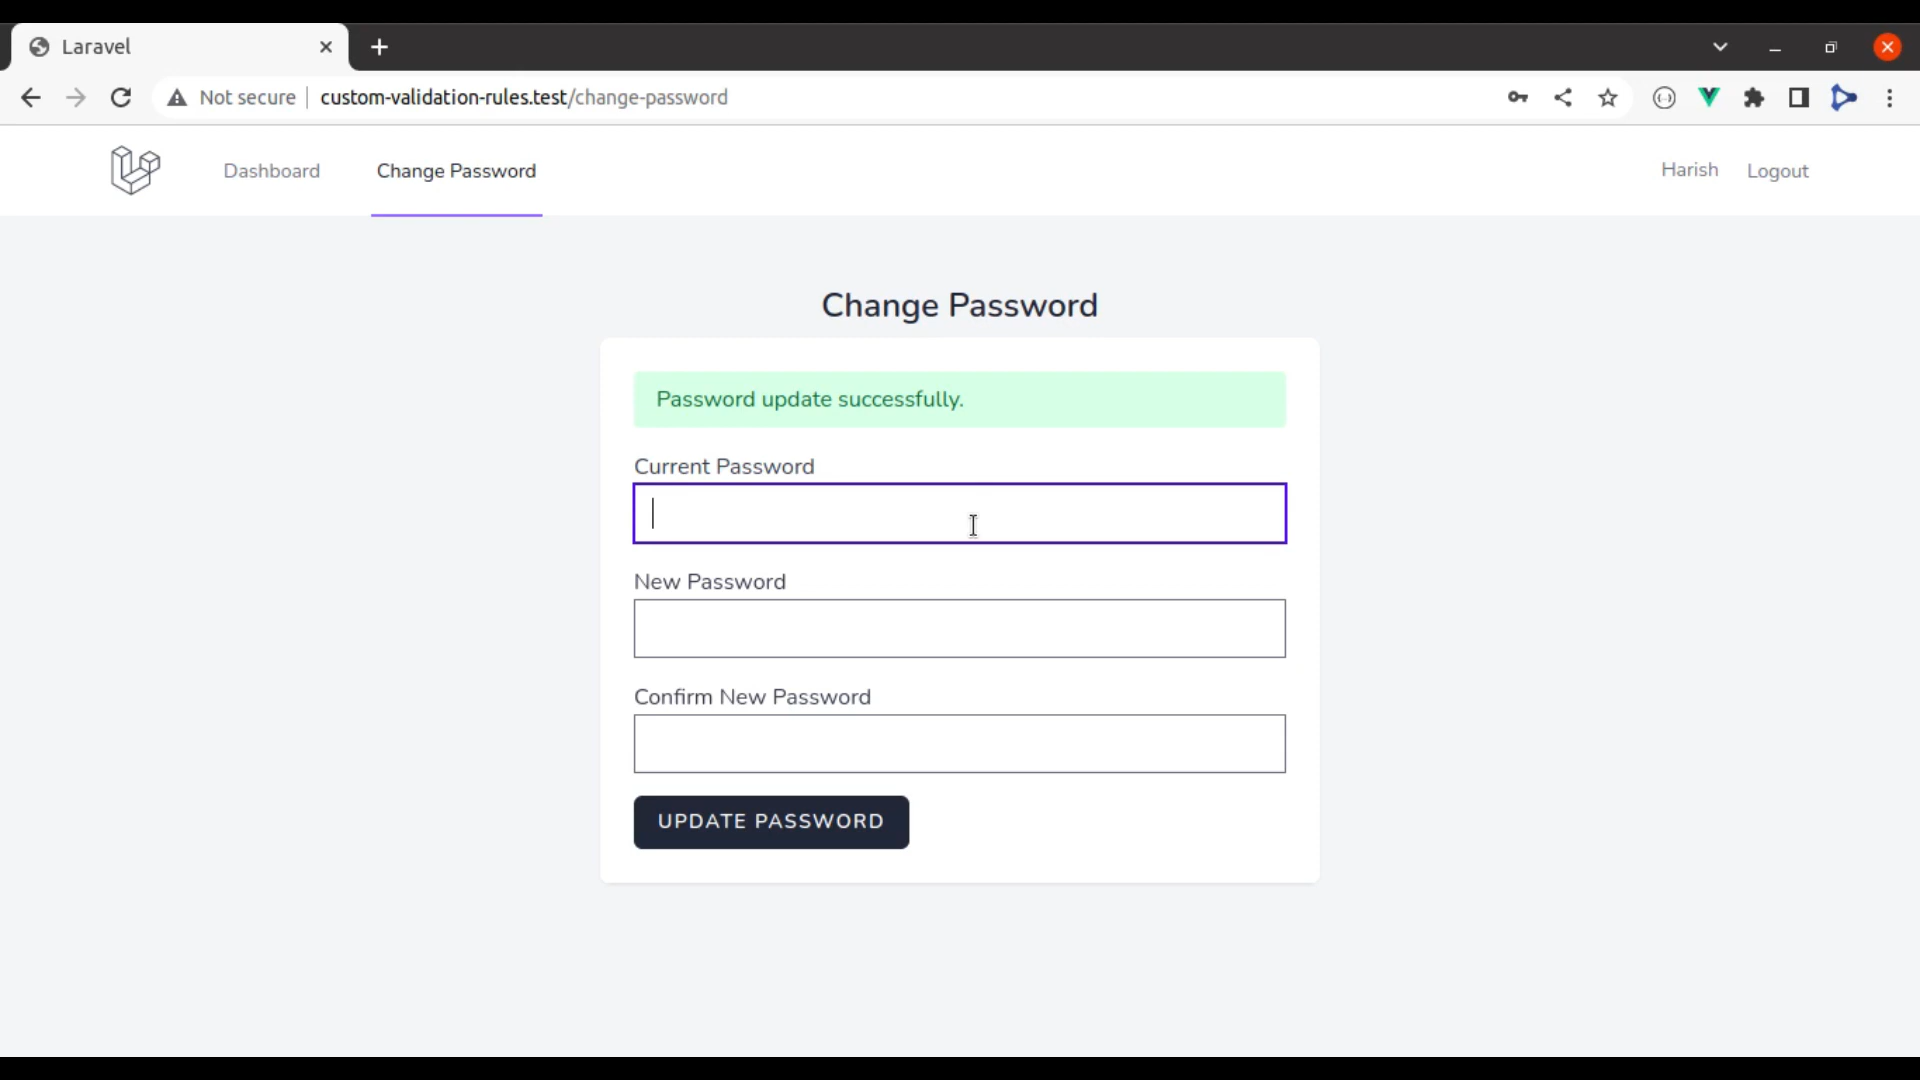 Laravel
Not secure custom-validation-rules.test/change-password
Dashboard Change Password Harish Logout
Change Password
Password update successfully.
Current Password
New Password
Confirm New Password
UPDATE PASSWORD